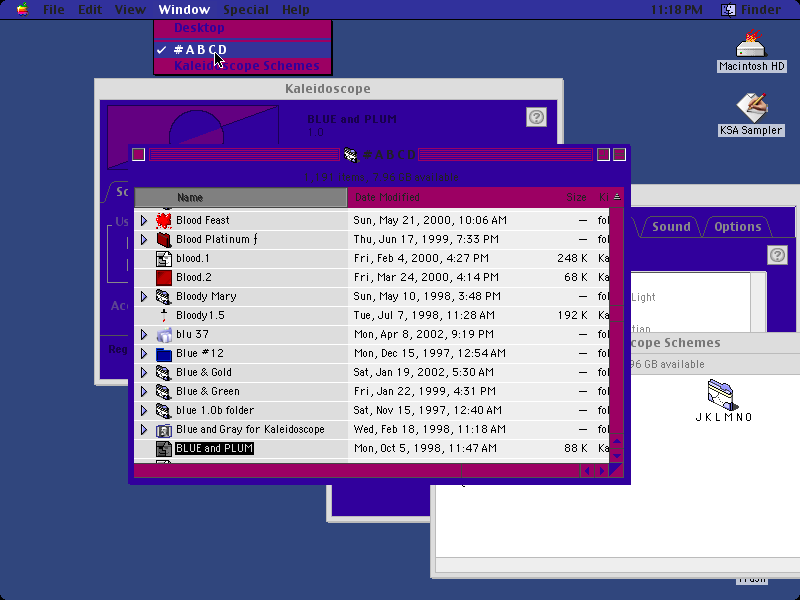 File Edit View Window Special Help 11:18 PM Finder
Desktop
✓ #ABCD
Kaleidoscope Schemes
Macintosh HD
KSA Sampler
Kaleidoscope
BLUE and PLUM
1.0
#ABCD
Name Date Modified Size K
Blood Feast Sun, May 21, 2000, 10:06 AM — fol
Blood Platinum ƒ Thu, Jun 17, 1999, 7:33 PM — fol
blood.1 Fri, Feb 4, 2000, 4:27 PM 248 K Ka
Blood.2 Fri, Mar 24, 2000, 4:14 PM 68 K Ka
Bloody Mary Sun, May 10, 1998, 3:48 PM — fol
Bloody1.5 Tue, Jul 7, 1998, 11:28 AM 192 K Ka
blu 37 Mon, Apr 8, 2002, 9:19 PM — fol
Blue #12 Mon, Dec 15, 1997, 12:54 AM — fol
Blue & Gold Sat, Jan 19, 2002, 5:30 AM — fol
Blue & Green Fri, Jan 22, 1999, 4:31 PM — fol
blue 1.0b folder Sat, Nov 15, 1997, 12:40 AM — fol
Blue and Gray for Kaleidoscope Wed, Feb 18, 1998, 11:18 AM — fol
BLUE and PLUM Mon, Oct 5, 1998, 11:47 AM 88 K Ka
Sound Options
Light
cope Schemes
96 GB available
JKLMNO